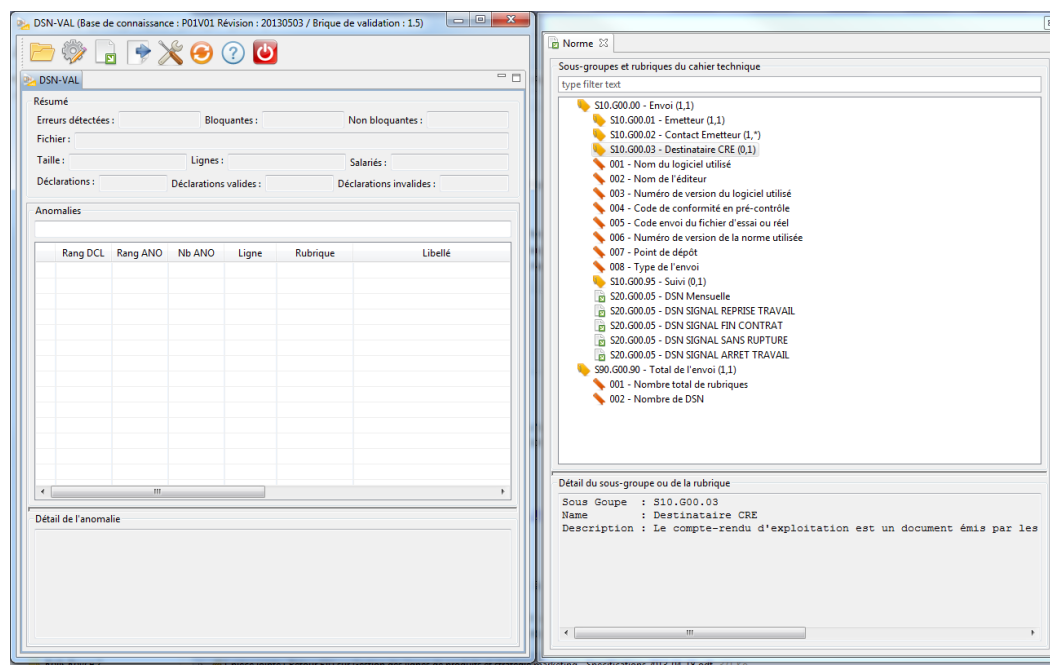 DSN-VAL (Base de connaissance : P01V01 Révision : 20130503 / Brique de validation : 1.5)
DSN-VAL
Résumé
Erreurs détectées : Bloquantes : Non bloquantes :
Fichier :
Taille : Lignes : Salariés :
Déclarations : Déclarations valides : Déclarations invalides :
Anomalies
Rang DCL Rang ANO Nb ANO Ligne Rubrique Libellé
Détail de l'anomalie
Norme
Sous-groupes et rubriques du cahier technique
type filter text
S10.G00.00 - Envoi (1,1)
S10.G00.01 - Emetteur (1,1)
S10.G00.02 - Contact Emetteur (1,*)
S10.G00.03 - Destinataire CRE (0,1)
001 - Nom du logiciel utilisé
002 - Nom de l'éditeur
003 - Numéro de version du logiciel utilisé
004 - Code de conformité en pré-contrôle
005 - Code envoi du fichier d'essai ou réel
006 - Numéro de version de la norme utilisée
007 - Point de dépôt
008 - Type de l'envoi
S10.G00.95 - Suivi (0,1)
S20.G00.05 - DSN Mensuelle
S20.G00.05 - DSN SIGNAL REPRISE TRAVAIL
S20.G00.05 - DSN SIGNAL FIN CONTRAT
S20.G00.05 - DSN SIGNAL SANS RUPTURE
S20.G00.05 - DSN SIGNAL ARRET TRAVAIL
S90.G00.90 - Total de l'envoi (1,1)
001 - Nombre total de rubriques
002 - Nombre de DSN
Détail du sous-groupe ou de la rubrique
Sous Goupe : S10.G00.03
Name : Destinataire CRE
Description : Le compte-rendu d'exploitation est un document émis par les